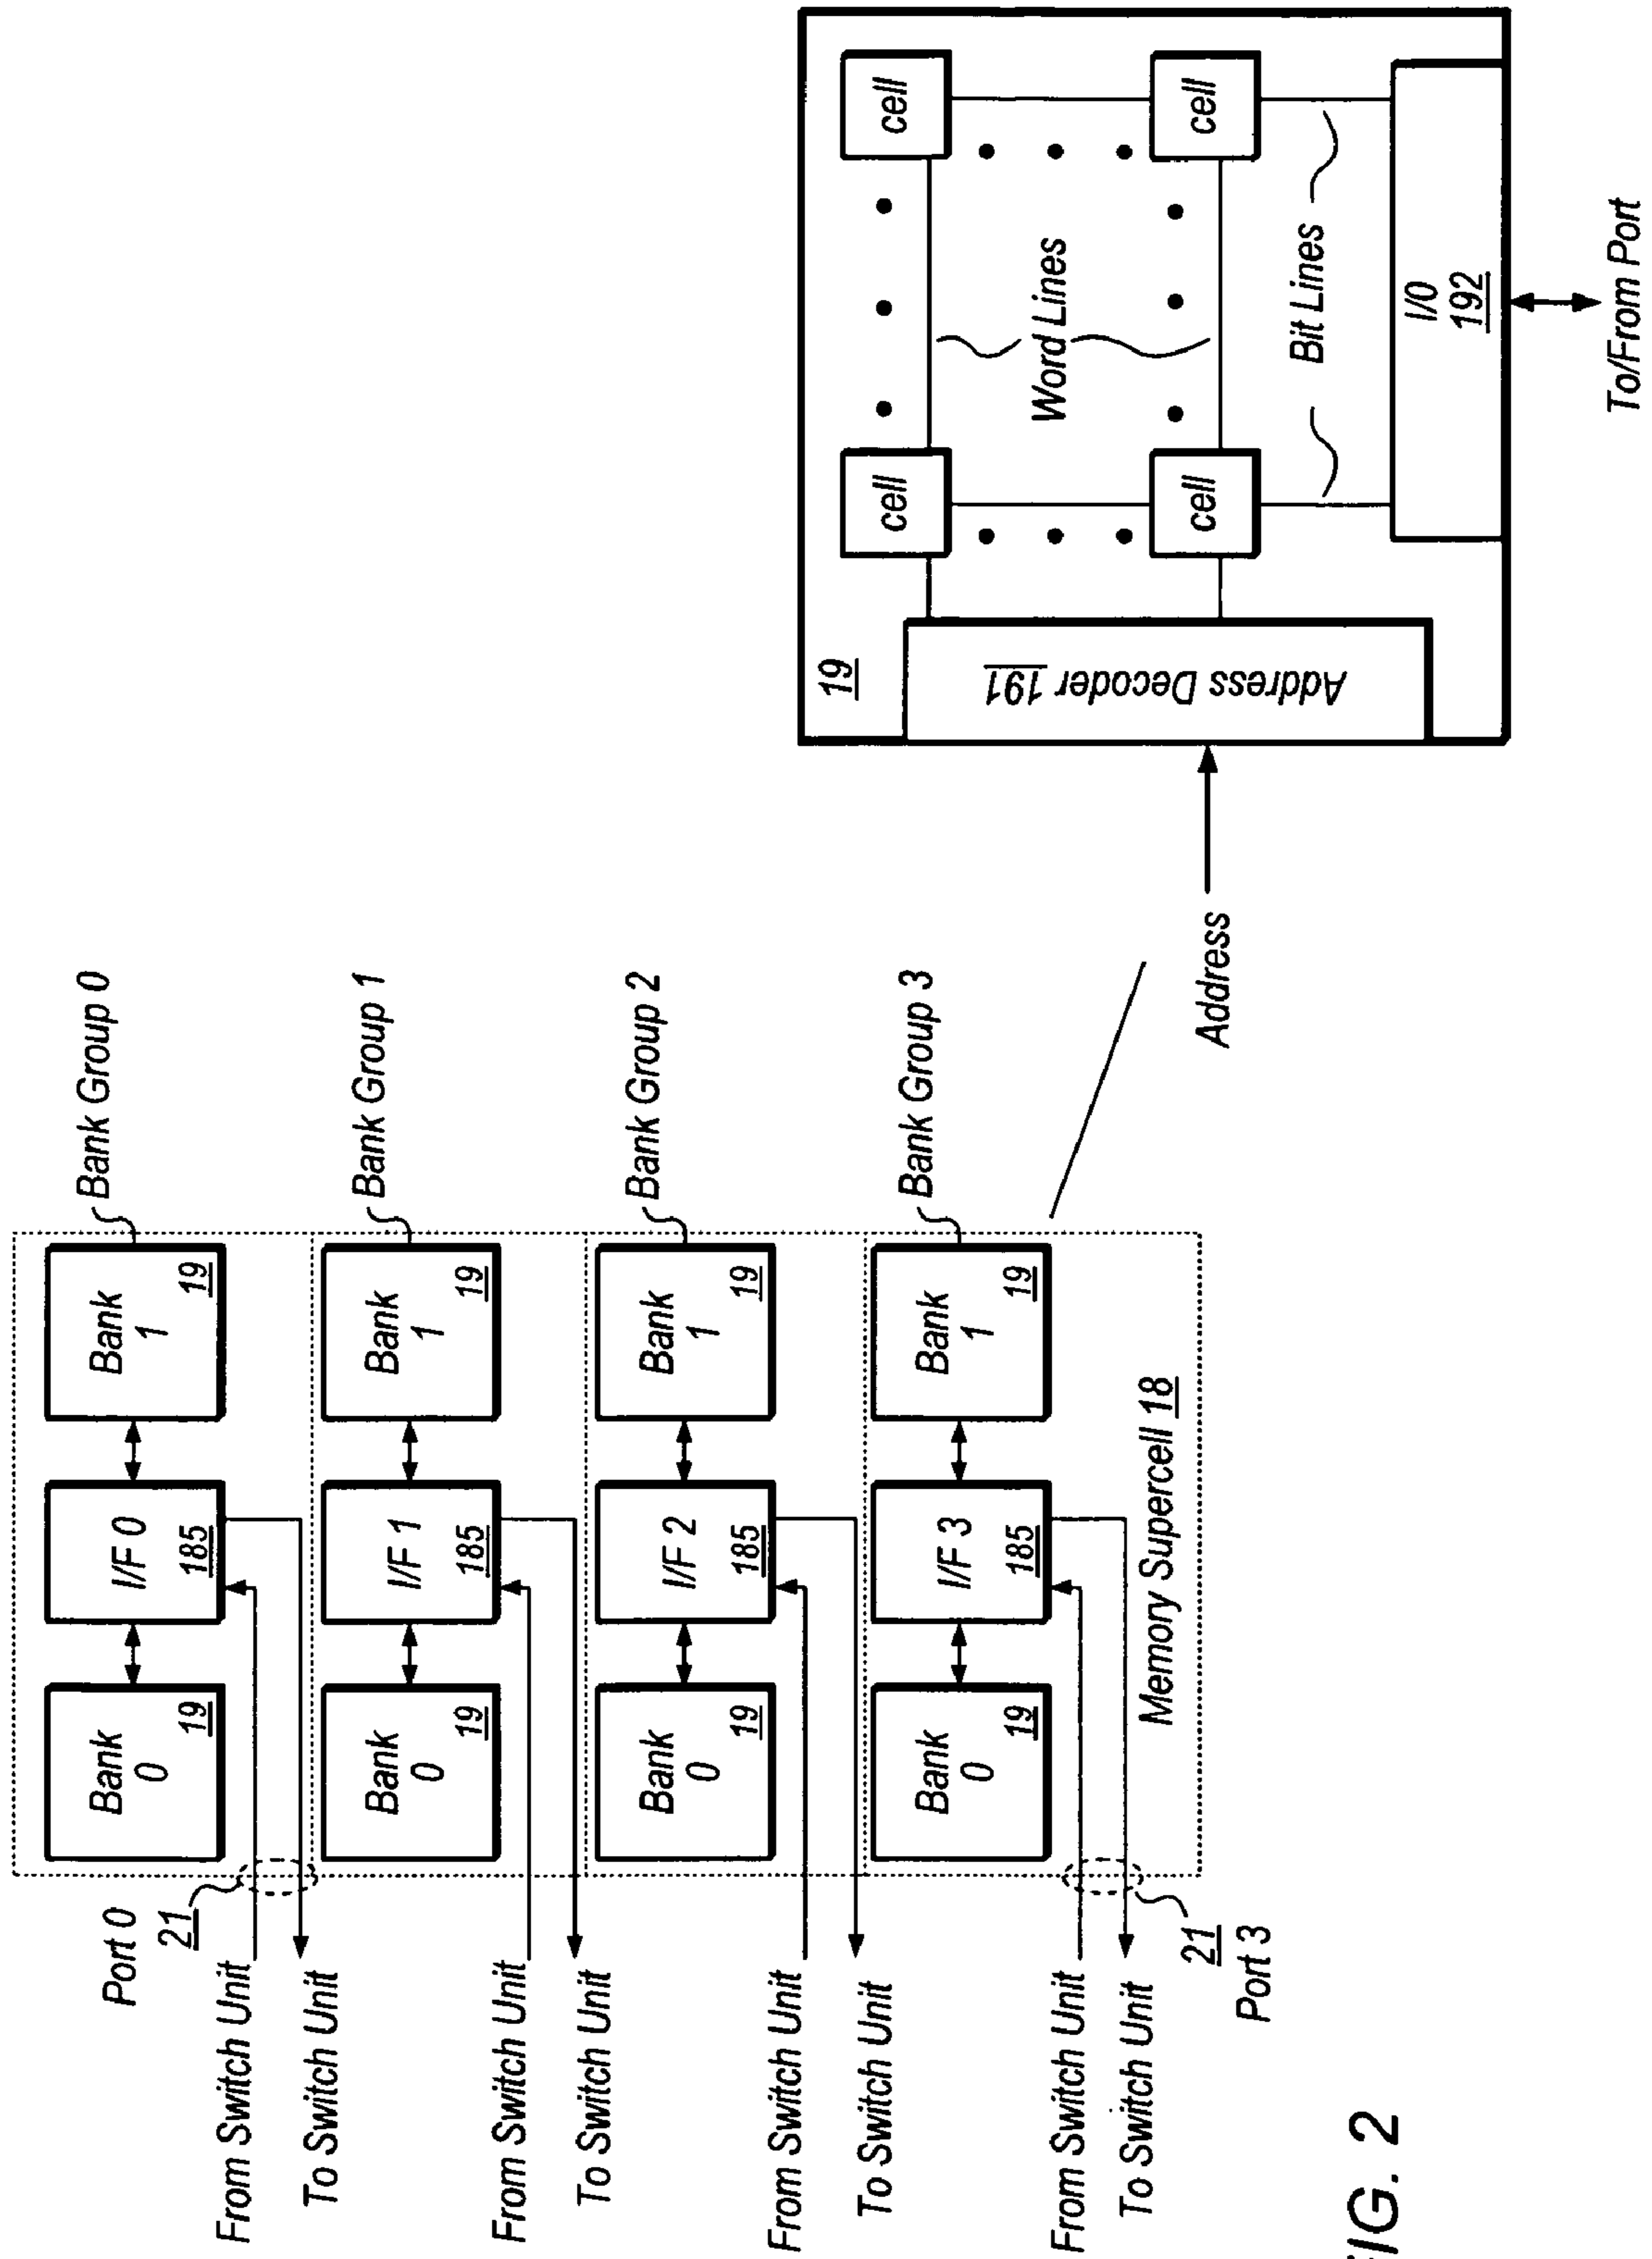 Port 0
21
From Switch Unit
To Switch Unit
Bank
0
19
I/F 0
185
Bank
1
19
Bank Group 0
From Switch Unit
To Switch Unit
Bank
0
19
I/F 1
185
Bank
1
19
Bank Group 1
From Switch Unit
To Switch Unit
Bank
0
19
I/F 2
185
Bank
1
19
Bank Group 2
From Switch Unit
To Switch Unit
21
Port 3
Bank
0
19
I/F 3
185
Bank
1
19
Bank Group 3
Memory Supercell 18
Address
19
Address Decoder 191
cell
cell
Word Lines
cell
cell
Bit Lines
I/O
192
To/From Port
FIG. 2